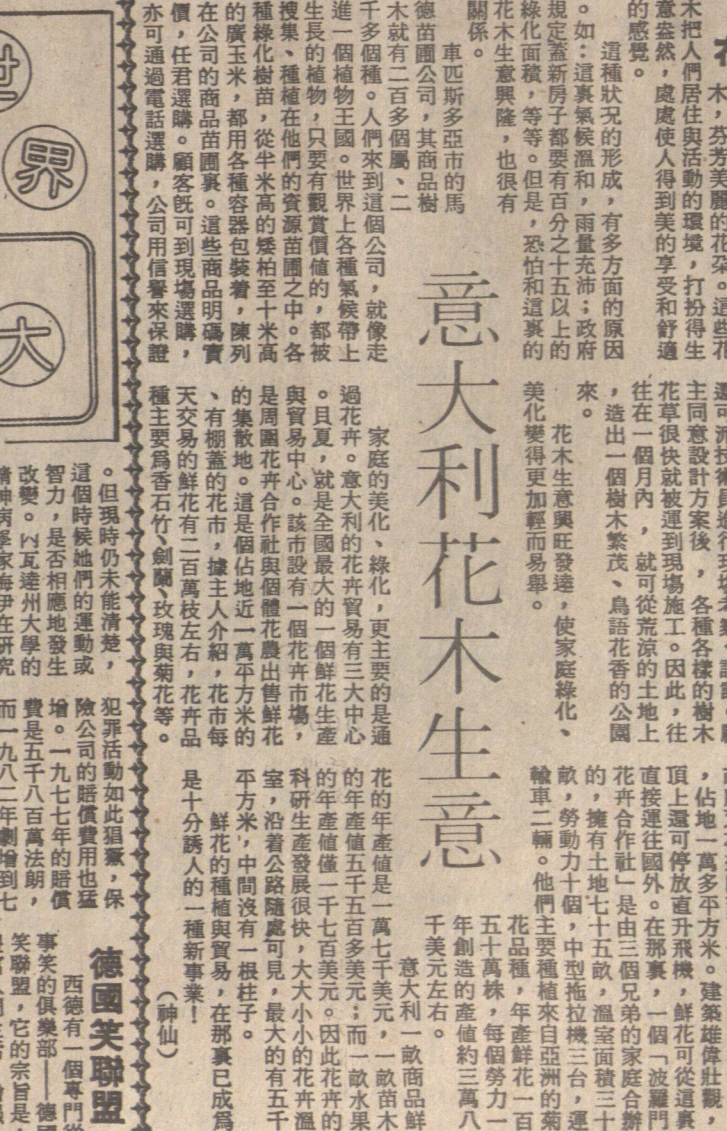 意大利花木生意
木，芬芳美麗的花朵。這些花
木把人們居住與活動的環境，打扮得生
意盎然，處處使人得到美的享受和舒適
的感覺。
這種狀況的形成，有多方面的原因
。如：這裏氣候溫和，雨量充沛；政府
規定蓋新房子都要有百分之十五以上的
綠化面積，等等。但是，恐怕和這裏的
花木生意興隆，也很有
關係。
車匹斯多亞市的馬
德苗圃公司，其商品樹
木就有二百多個屬、二
千多個種。人們來到這個公司，就像走
進一個植物王國。世界上各種氣候帶上
生長的植物，只要有觀賞價值的，都被
搜集、種植在他們的資源苗圃之中。各
種綠化樹苗，從半米高的矮柏至十米高
的廣玉米，都用各種容器包裝着，陳列
在公司的商品苗圃裏。這些商品明碼實
價，任君選購。顧客既可到現場選購，
亦可通過電話選購，公司用信譽來保證
主同意設計方案後，各種各樣的樹木
花草很快就被運到現場施工。因此，往
往在一個月內，就可從荒涼的土地上
，造出一個樹木繁茂、鳥語花香的公園
來。
花木生意興旺發達，使家庭綠化、
美化變得更加輕而易舉。
家庭的美化、綠化，更主要的是通
過花卉。意大利的花卉貿易有三大中心
。貝夏，就是全國最大的一個鮮花生產
與貿易中心。該市設有一個花卉市場，
是周圍花卉合作社與個體花農出售鮮花
的集散地。這是個佔地近一萬平方米的
、有棚蓋的花市，據主人介紹，花市每
天交易的鮮花有二百萬枝左右，花卉品
種主要爲香石竹、劍蘭、玫瑰與菊花等。
，佔地一萬多平方米。建築雄偉壯觀，
頂上還可停放直升飛機，鮮花可從這裏
直接運往國外。在那裏，一個「波羅門
花卉合作社」是由三個兄弟的家庭合辦
的，擁有土地七十五畝，溫室面積三十
畝，勞動力十個，中型拖拉機三台，運
輸車二輛。他們主要種植來自亞洲的菊
花品種，年產鮮花一百
五十萬株，每個勞力一
年創造的產值約三萬八
千美元左右。
意大利一畝商品鮮
花的年產值是一萬七千美元，一畝苗木
的年產值五千五百多美元；而一畝水果
的年產值僅一千七百美元。因此花卉的
科研生產發展很快，大大小小的花卉溫
室，沿着公路隨處可見，最大的有五千
平方米，中間沒有一根柱子。
鮮花的種植與貿易，在那裏已成爲
是十分誘人的一種新事業！
（神仙）
界
大
。但現時仍未能清楚，
這個時候她們的運動或
智力，是否相應地發生
改變。
瓦達州大學的
犯罪活動如此猖獗，保
險公司的賠償費用也猛
增。一九七七年的賠償
費是五千八百萬法朗，
而一九八二年劇增到七
德國笑聯盟
西德有一個專門從
事笑的俱樂部——德國
笑聯盟，它的宗旨是